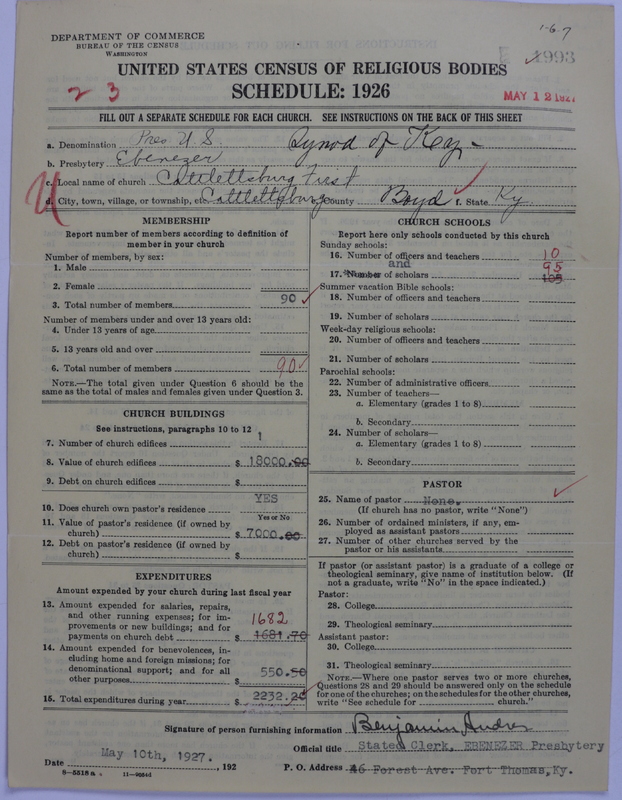 1-6-7
DEPARTMENT OF COMMERCE
BUREAU OF THE CENSUS
WASHINGTON
1993
UNITED STATES CENSUS OF RELIGIOUS BODIES
2 3
SCHEDULE: 1926
MAY 12 1927
FILL OUT A SEPARATE SCHEDULE FOR EACH CHURCH. SEE INSTRUCTIONS ON THE BACK OF THIS SHEET
a. Denomination Pres U S. Synod of Ky.
b. Presbytery Ebenezer
c. Local name of church Cattlettsburg First
U
d. City, town, village, or township, etc. Cattlettsburg County Boyd f. State Ky.
MEMBERSHIP
Report number of members according to definition of
member in your church
Number of members, by sex:
1. Male
2. Female
3. Total number of members 90
Number of members under and over 13 years old:
4. Under 13 years of age
5. 13 years old and over
6. Total number of members 90
NOTE.—The total given under Question 6 should be
same as the total of males and females given under Question 3.
CHURCH BUILDINGS
See instructions, paragraphs 10 to 12
7. Number of church edifices 1
8. Value of church edifices $ 18000.00
9. Debt on church edifices $
10. Does church own pastor's residence YES
Yes or No
11. Value of pastor's residence (if owned by
church) $ 7000.00
12. Debt on pastor's residence (if owned by
church) $
EXPENDITURES
Amount expended by your church during last fiscal year
13. Amount expended for salaries, repairs,
and other running expenses; for im-
provements or new buildings; and for
1682
payments on church debt $ 1681.70
14. Amount expended for benevolences, in-
cluding home and foreign missions; for
denominational support; and for all
other purposes $ 550.50
15. Total expenditures during year $ 2232.20
CHURCH SCHOOLS
Report here only schools conducted by this church
Sunday schools:
16. Number of officers and teachers 10
and
95
17. Number of scholars 105
Summer vacation Bible schools:
18. Number of officers and teachers
19. Number of scholars
Week-day religious schools:
20. Number of officers and teachers
21. Number of scholars
Parochial schools:
22. Number of administrative officers
23. Number of teachers—
a. Elementary (grades 1 to 8)
b. Secondary
24. Number of scholars—
a. Elementary (grades 1 to 8)
b. Secondary
PASTOR
25. Name of pastor None.
(If church has no pastor, write "None")
26. Number of ordained ministers, if any, em-
ployed as assistant pastors
27. Number of other churches served by the
pastor or his assistants
If pastor (or assistant pastor) is a graduate of a college or
theological seminary, give name of institution below. (If
not a graduate, write "No" in the space indicated.)
Pastor:
28. College
29. Theological seminary
Assistant pastor:
30. College
31. Theological seminary
NOTE.—Where one pastor serves two or more churches,
Questions 28 and 29 should be answered only on the schedule
for one of the churches; on the schedules for the other churches,
write "See schedule for church."
Signature of person furnishing information Benjamin Andres
Official title Stated Clerk, EBENEZER Presbytery
Date May 10th, 1927. , 192
P. O. Address 46 Forest Ave. Fort Thomas, Ky.
8-5518 a